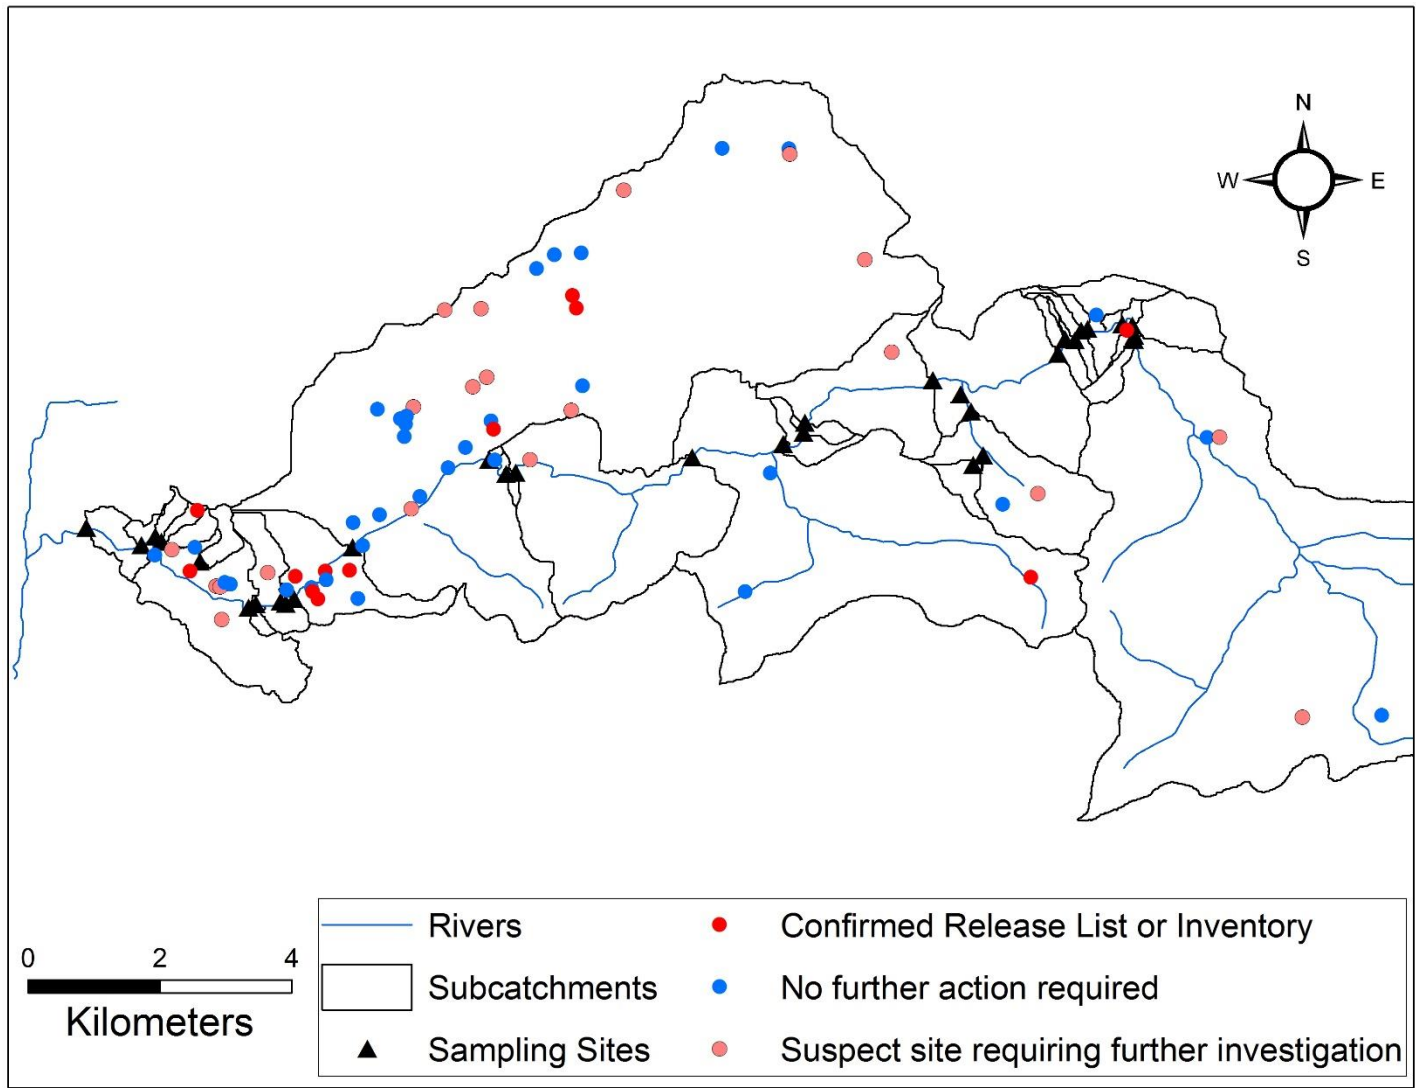 N
W E
S
Rivers Confirmed Release List or Inventory
0 2 4
Subcatchments No further action required
Kilometers
Sampling Sites Suspect site requiring further investigation